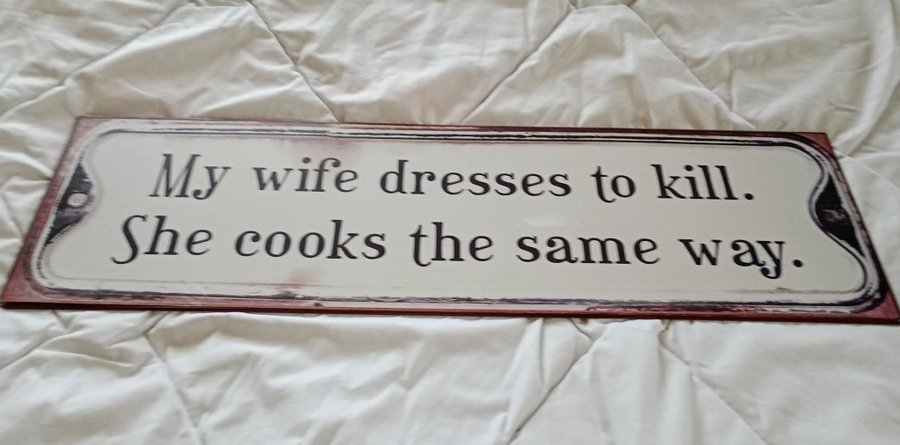 My wife dresses to kill.
She cooks the same way.